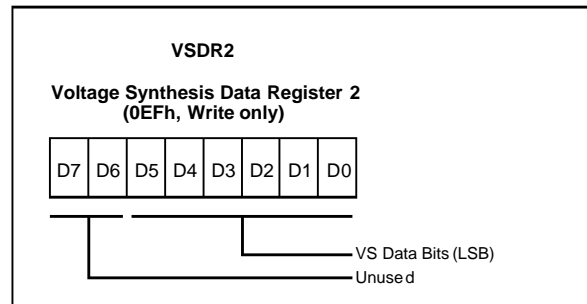 VSDR2
Voltage Synthesis Data Register 2
(0EFh, Write only)
D7 D6 D5 D4 D3 D2 D1 D0
VS Data Bits (LSB)
Unused